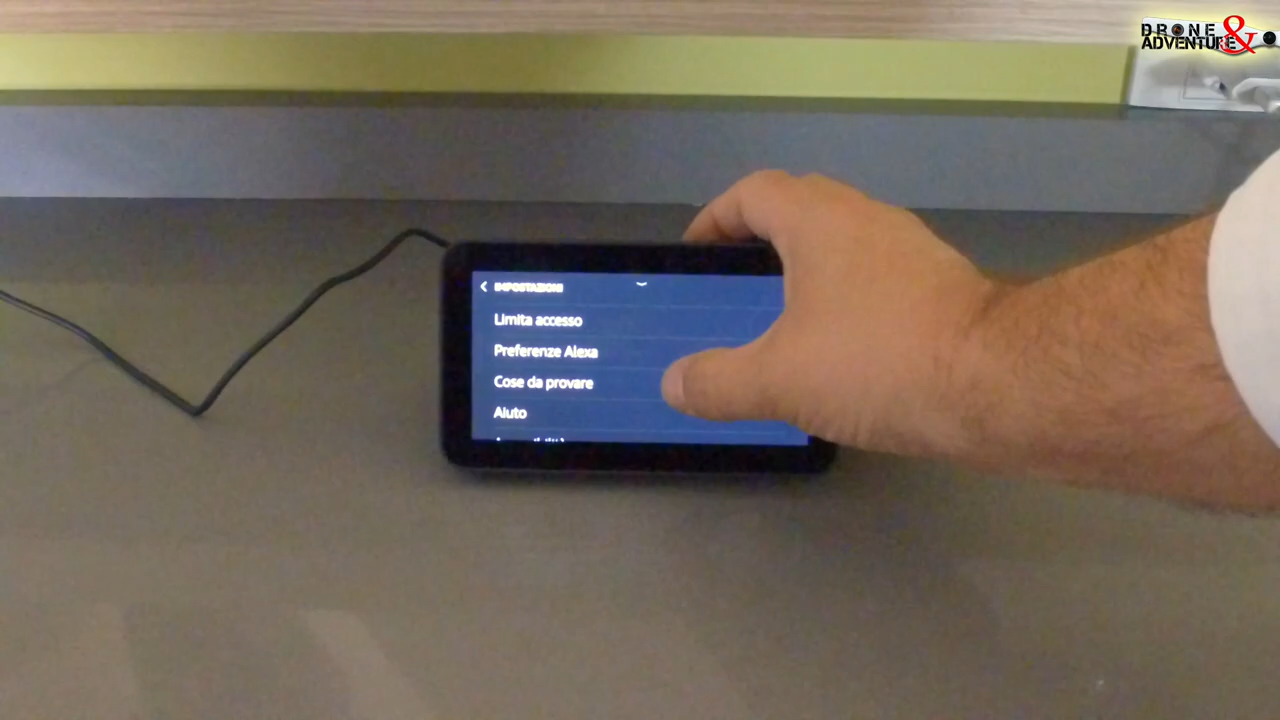 DRONE &
ADVENTURE
< IMPOSTAZIONI
Limita accesso
Preferenze Alexa
Cose da provare
Aiuto